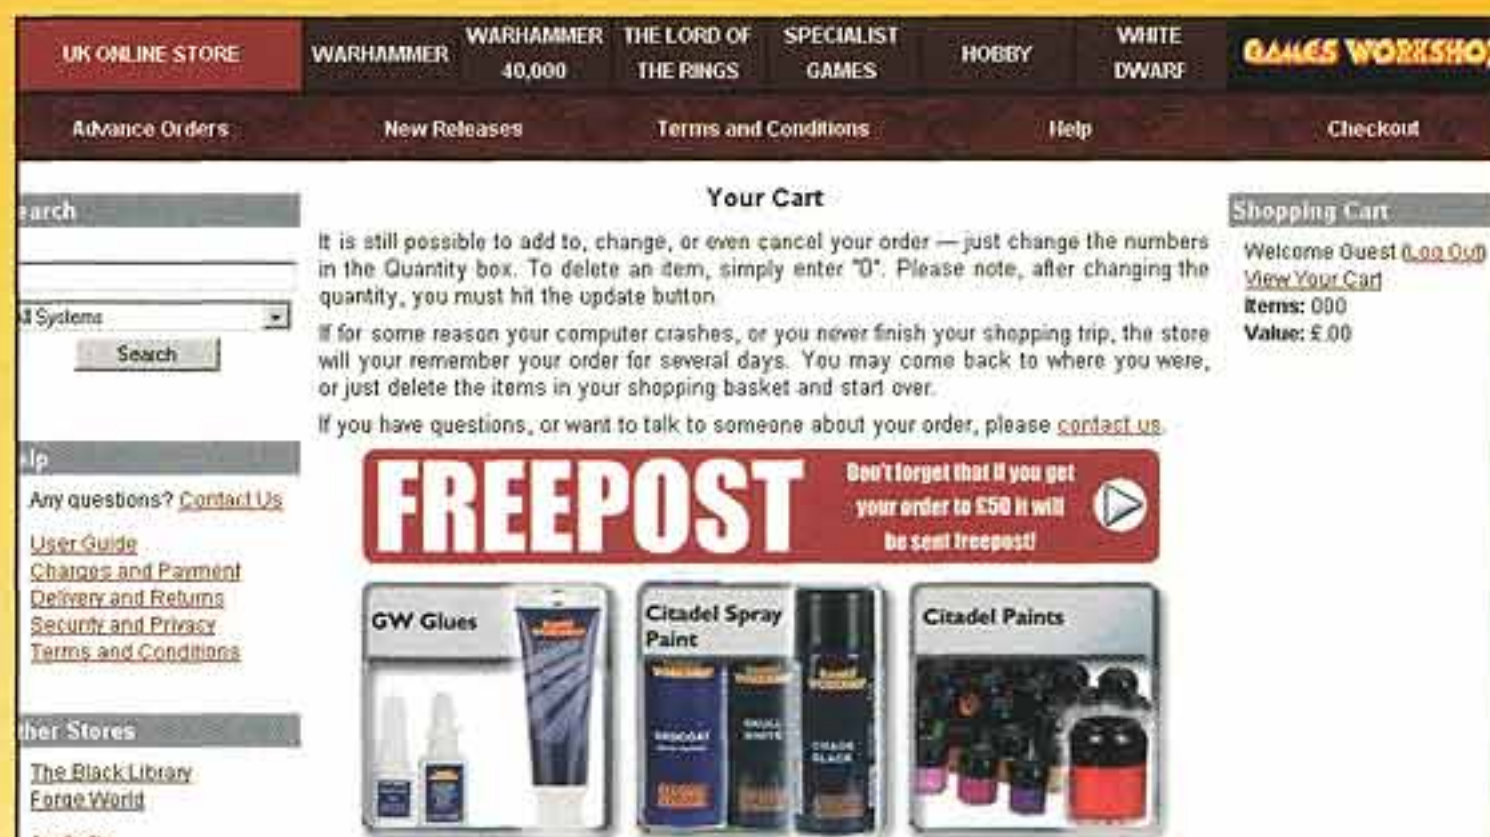 UK ONLINE STORE
WARHAMMER
WARHAMMER
40,000
THE LORD OF
THE RINGS
SPECIALIST
GAMES
HOBBY
WHITE
DWARF
GAMES WORKSHO
Advance Orders
New Releases
Terms and Conditions
Help
Checkout
earch
All Systems
Search
elp
Any questions? Contact Us
User Guide
Charges and Payment
Delivery and Returns
Security and Privacy
Terms and Conditions
ther Stores
The Black Library
Forge World
Your Cart
It is still possible to add to, change, or even cancel your order — just change the numbers
in the Quantity box. To delete an item, simply enter "0". Please note, after changing the
quantity, you must hit the update button
If for some reason your computer crashes, or you never finish your shopping trip, the store
will your remember your order for several days. You may come back to where you were,
or just delete the items in your shopping basket and start over.
If you have questions, or want to talk to someone about your order, please contact us.
FREEPOST
Don't forget that if you get
your order to £50 it will
be sent freepost!
GW Glues
Citadel Spray
Paint
SKULL
WHITE
CHAOS
BLACK
Citadel Paints
Shopping Cart
Welcome Guest (Log Out)
View Your Cart
Items: 000
Value: £.00